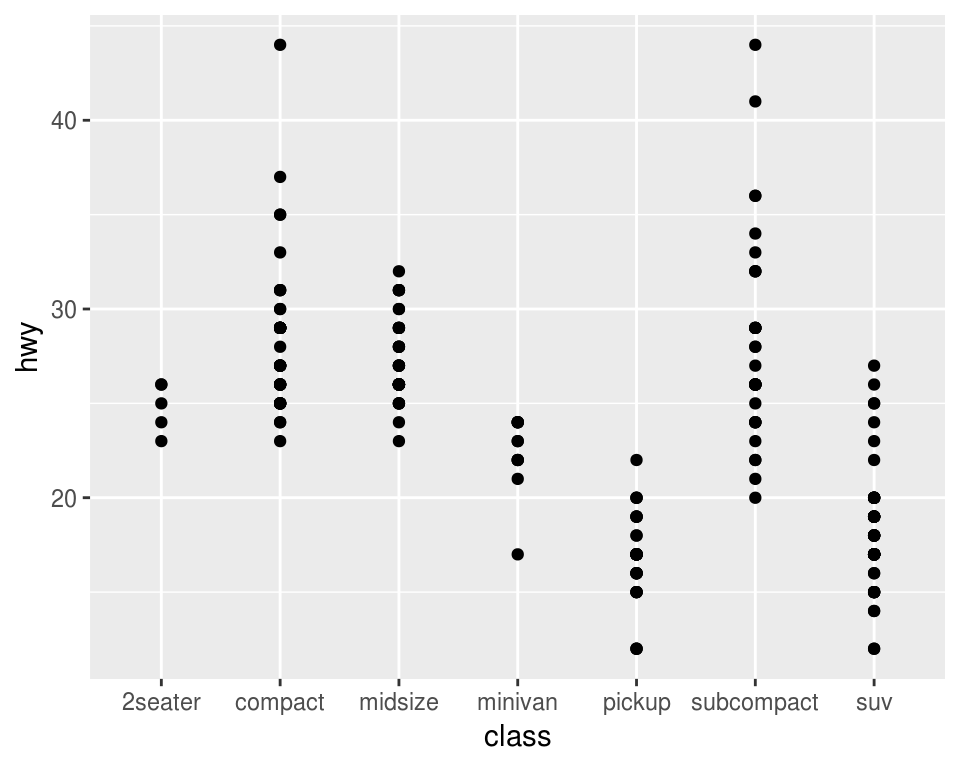 40
30
20
hwy
2seater compact midsize minivan pickup subcompact suv
class